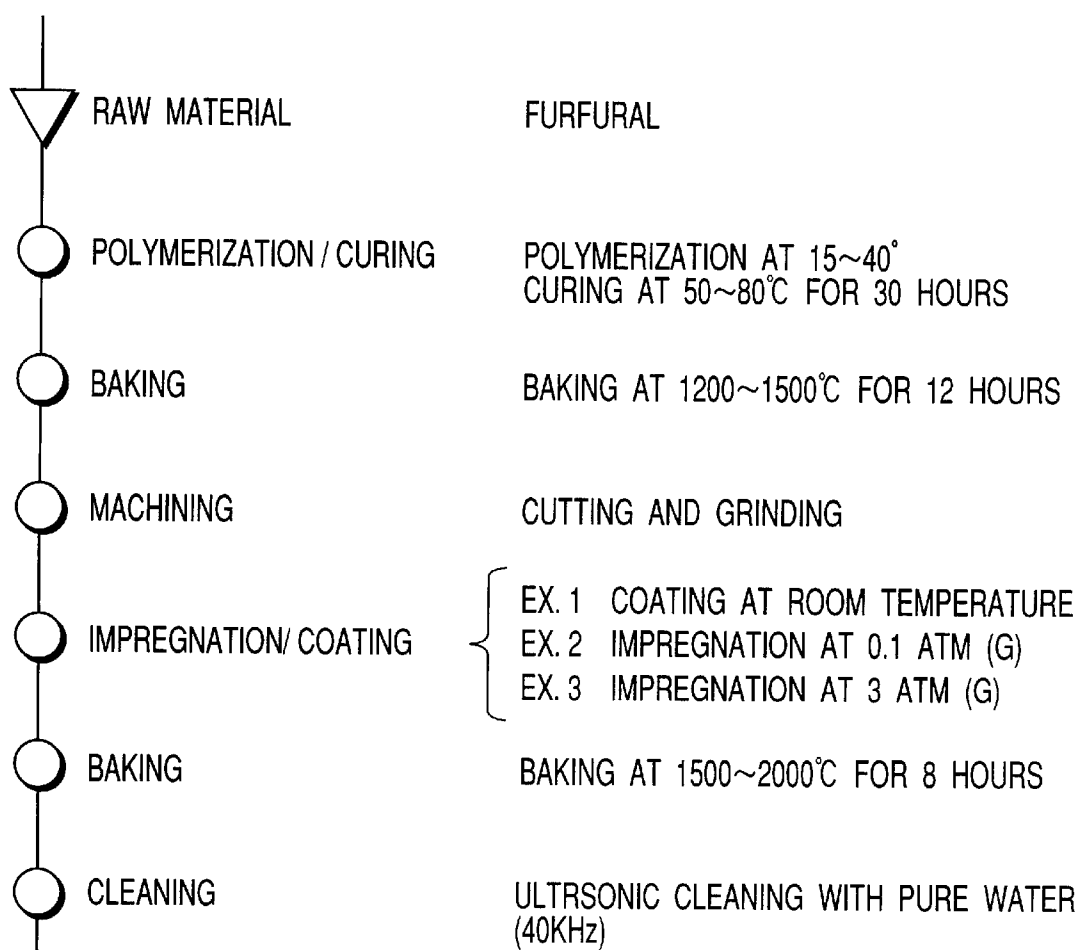 RAW MATERIAL FURFURAL
POLYMERIZATION / CURING POLYMERIZATION AT 15~40°
CURING AT 50~80℃ FOR 30 HOURS
BAKING BAKING AT 1200~1500℃ FOR 12 HOURS
MACHINING CUTTING AND GRINDING
EX. 1 COATING AT ROOM TEMPERATURE
IMPREGNATION/ COATING EX. 2 IMPREGNATION AT 0.1 ATM (G)
EX. 3 IMPREGNATION AT 3 ATM (G)
BAKING BAKING AT 1500~2000℃ FOR 8 HOURS
CLEANING ULTRSONIC CLEANING WITH PURE WATER
(40KHz)